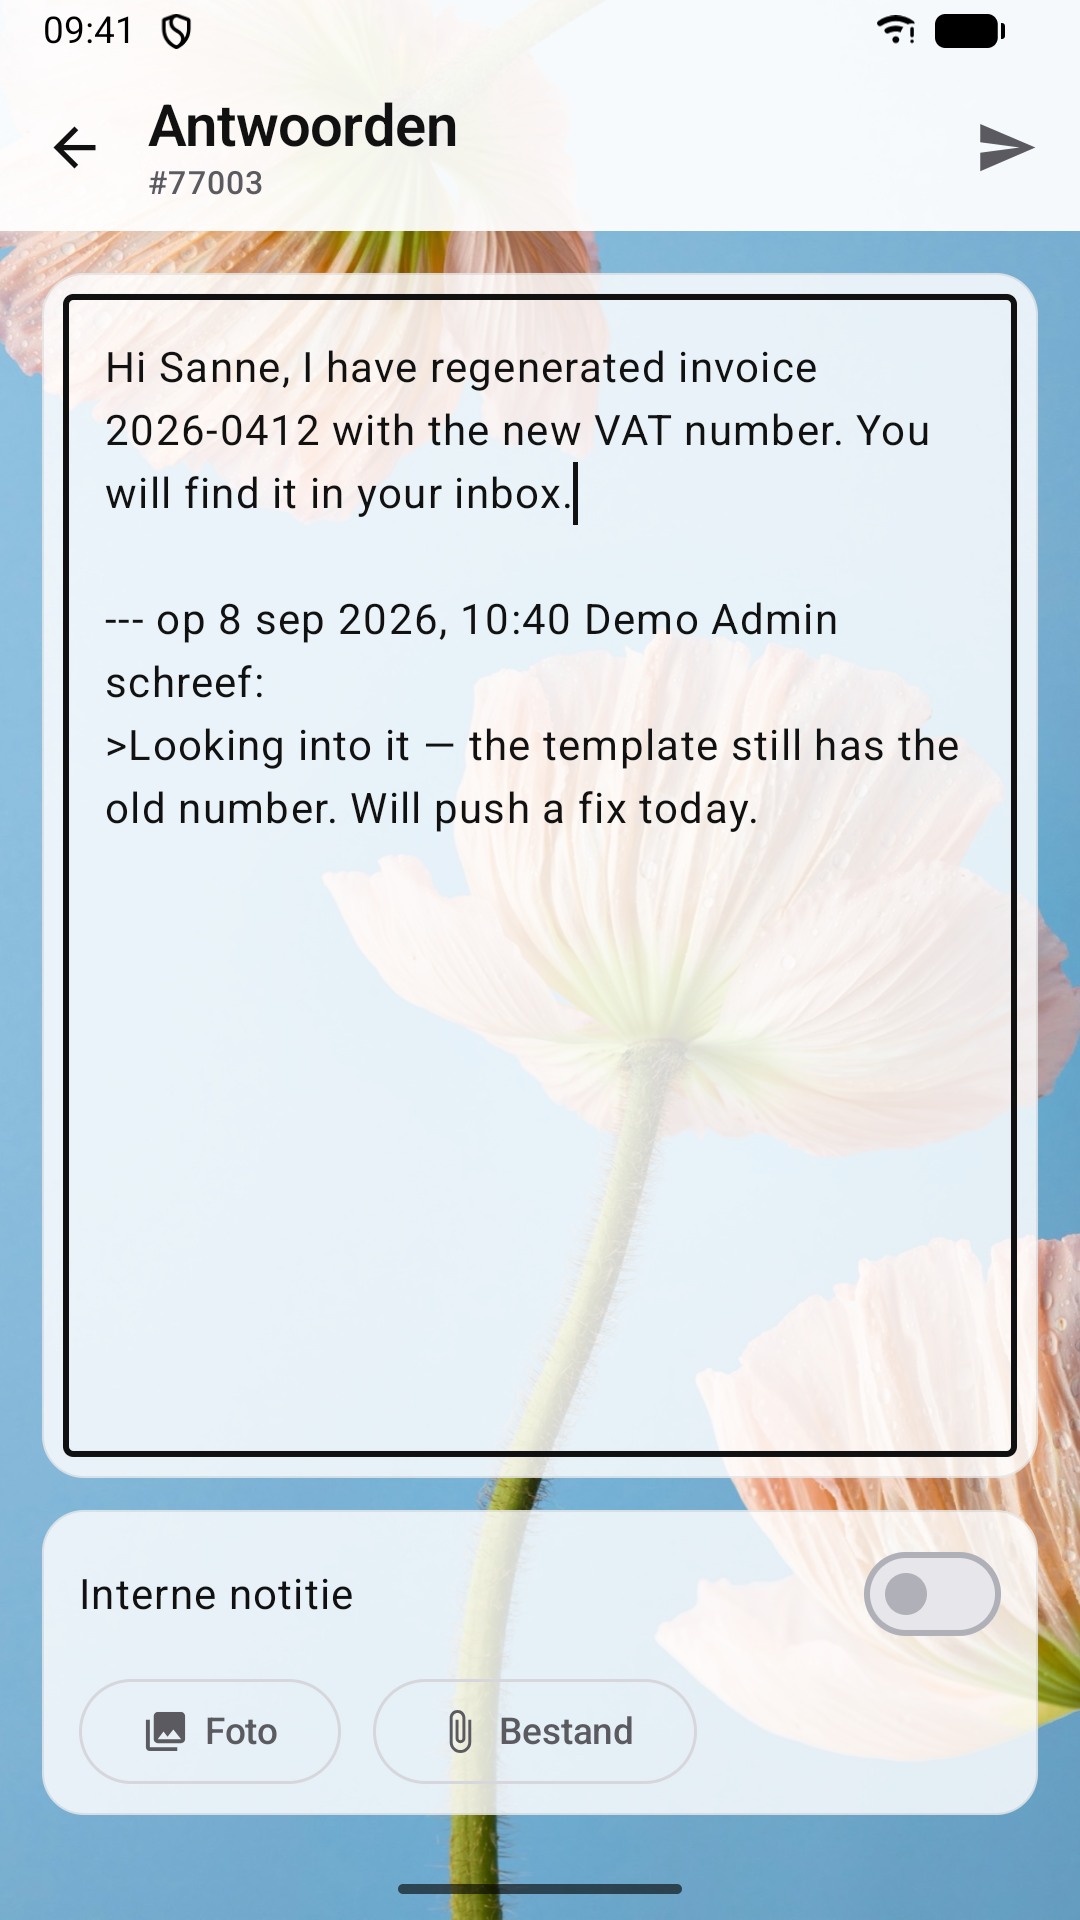 09:41
Antwoorden
#77003
Hi Sanne, I have regenerated invoice
2026-0412 with the new VAT number. You
will find it in your inbox.
--- op 8 sep 2026, 10:40 Demo Admin
schreef:
>Looking into it — the template still has the
old number. Will push a fix today.
Interne notitie
Foto
Bestand